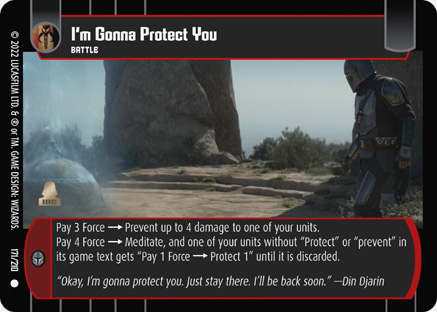 I'm Gonna Protect You
BATTLE
Pay 3 Force → Prevent up to 4 damage to one of your units.
Pay 4 Force → Meditate, and one of your units without "Protect" or "prevent" in
its game text gets "Pay 1 Force → Protect 1" until it is discarded.
"Okay, I'm gonna protect you. Just stay there. I'll be back soon." —Din Djarin
IDC
© 2022 LUCASFILM LTD. & ® or TM. GAME DESIGN: WIZARDS.
171/210